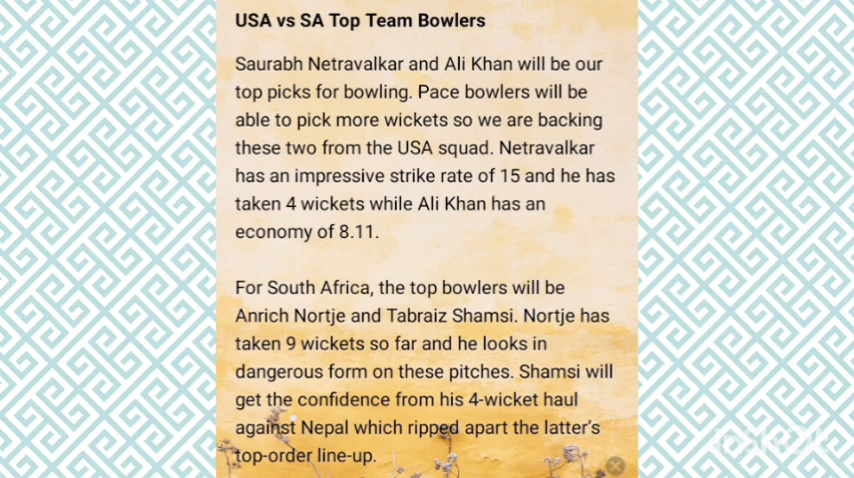 USA vs SA Top Team Bowlers
Saurabh Netravalkar and Ali Khan will be our
top picks for bowling. Pace bowlers will be
able to pick more wickets so we are backing
these two from the USA squad. Netravalkar
has an impressive strike rate of 15 and he has
taken 4 wickets while Ali Khan has an
economy of 8.11.
For South Africa, the top bowlers will be
Anrich Nortje and Tabraiz Shamsi. Nortje has
taken 9 wickets so far and he looks in
dangerous form on these pitches. Shamsi will
get the confidence from his 4-wicket haul
against Nepal which ripped apart the latter's
top-order line-up.